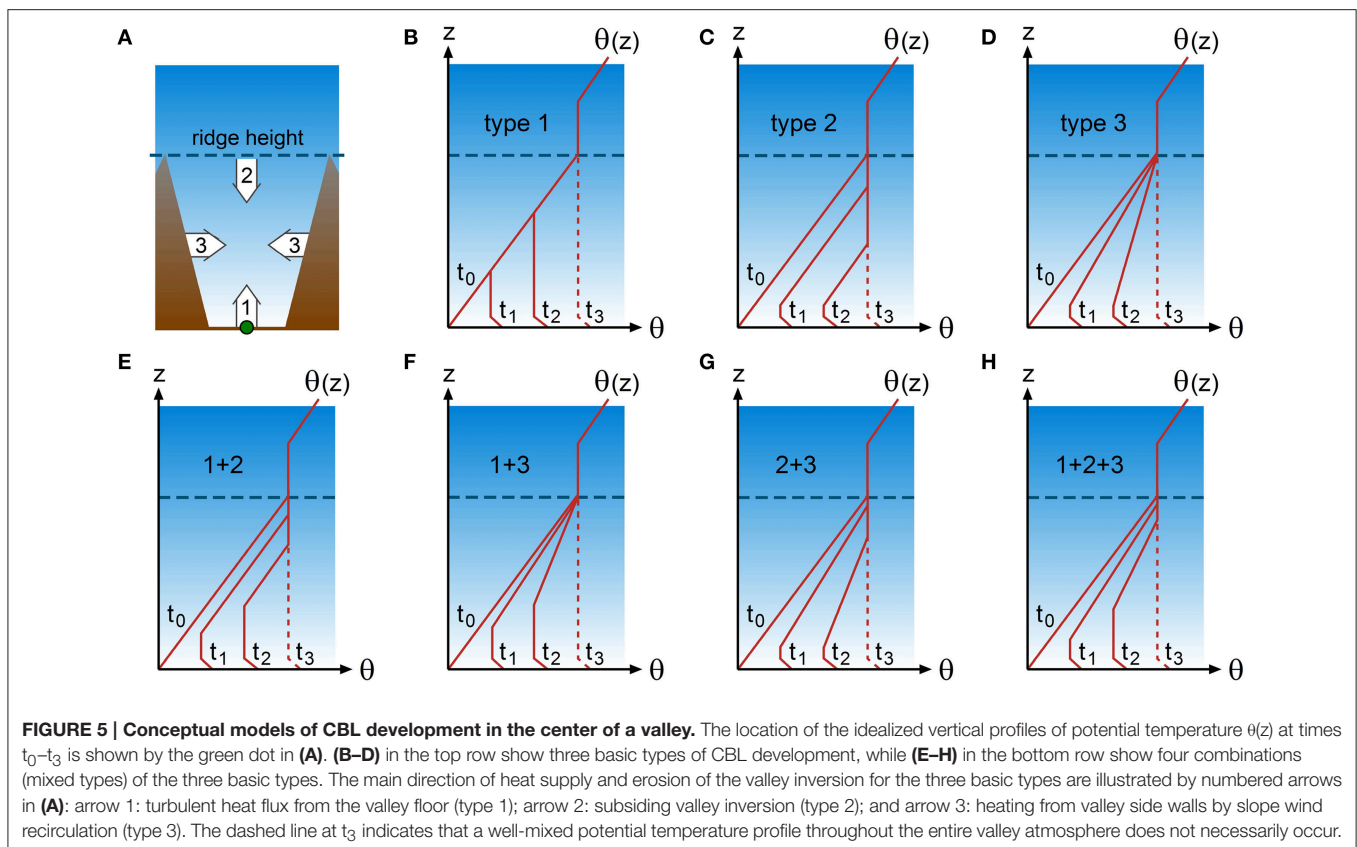 A
ridge height
2
3
3
1
B
z
θ(z)
type 1
t0
t1
t2
t3
θ
C
z
θ(z)
type 2
t0
t1
t2
t3
θ
D
z
θ(z)
type 3
t0
t1
t2
t3
θ
E
z
θ(z)
1+2
t0
t1
t2
t3
θ
F
z
θ(z)
1+3
t0
t1
t2
t3
θ
G
z
θ(z)
2+3
t0
t1
t2
t3
θ
H
z
θ(z)
1+2+3
t0
t1
t2
t3
θ
FIGURE 5 | Conceptual models of CBL development in the center of a valley. The location of the idealized vertical profiles of potential temperature θ(z) at times
t0–t3 is shown by the green dot in (A). (B–D) in the top row show three basic types of CBL development, while (E–H) in the bottom row show four combinations
(mixed types) of the three basic types. The main direction of heat supply and erosion of the valley inversion for the three basic types are illustrated by numbered arrows
in (A): arrow 1: turbulent heat flux from the valley floor (type 1); arrow 2: subsiding valley inversion (type 2); and arrow 3: heating from valley side walls by slope wind
recirculation (type 3). The dashed line at t3 indicates that a well-mixed potential temperature profile throughout the entire valley atmosphere does not necessarily occur.